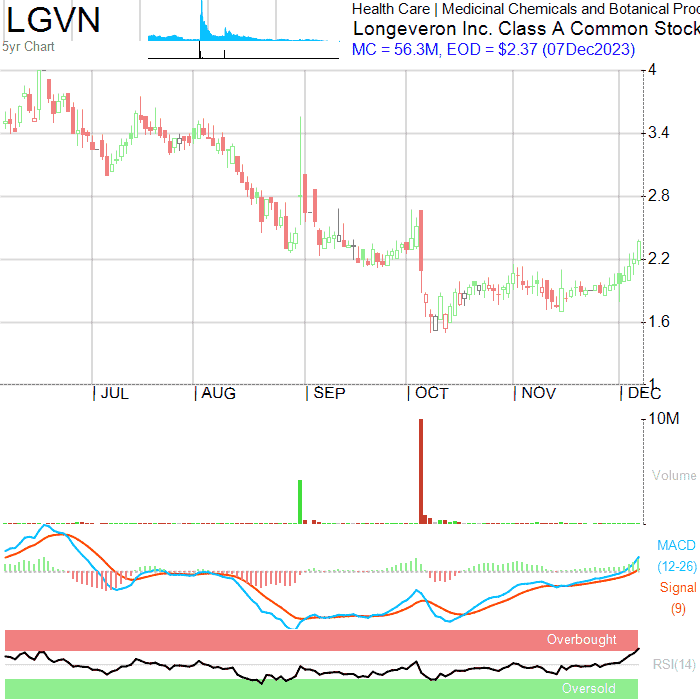 LGVN
5yr Chart
Health Care | Medicinal Chemicals and Botanical Proc
Longeveron Inc. Class A Common Stock
MC = 56.3M, EOD = $2.37 (07Dec2023)
4
3.4
2.8
2.2
1.6
1
JUL AUG SEP OCT NOV DEC
10M
Volume
MACD
(12-26)
Signal
(9)
Overbought
RSI(14)
Oversold